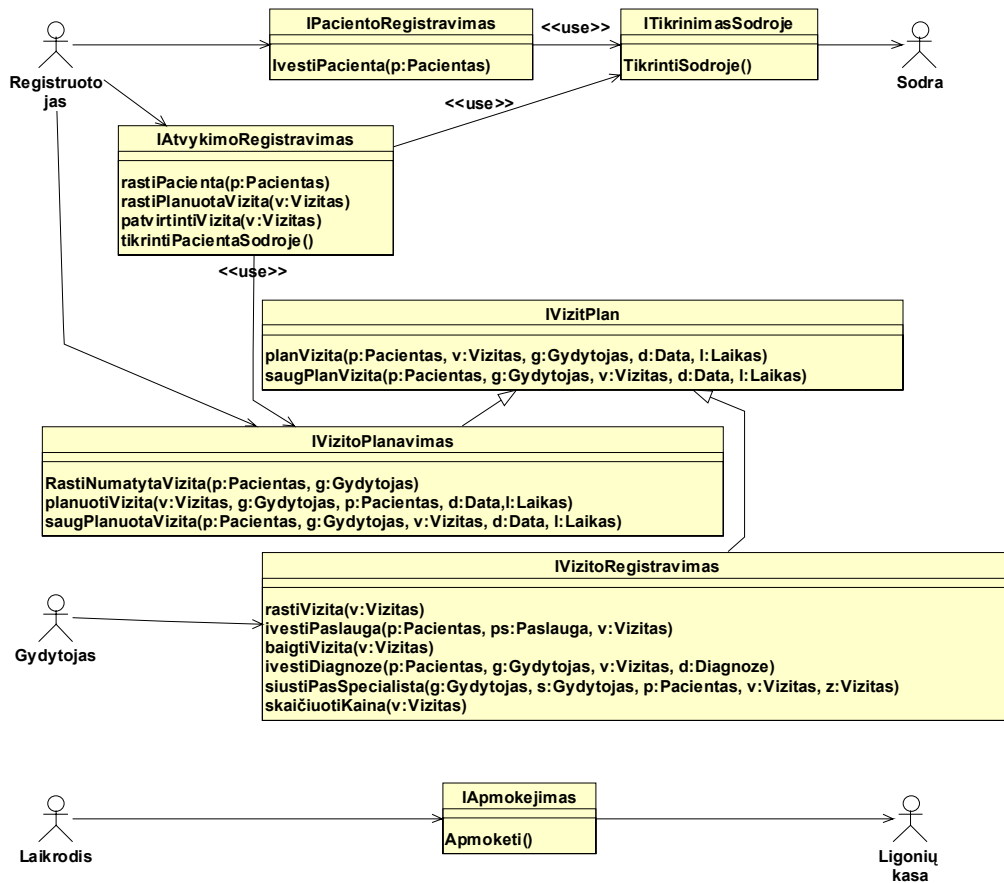 IPacientoRegistravimas
<<use>>
ITikrinimasSodroje
IvestiPacienta(p:Pacientas)
TikrintiSodroje()
Registruoto
jas
Sodra
<<use>>
IAtvykimoRegistravimas
rastiPacienta(p:Pacientas)
rastiPlanuotaVizita(v:Vizitas)
patvirtintiVizita(v:Vizitas)
tikrintiPacientaSodroje()
<<use>>
IVizitPlan
planVizita(p:Pacientas, v:Vizitas, g:Gydytojas, d:Data, l:Laikas)
saugPlanVizita(p:Pacientas, g:Gydytojas, v:Vizitas, d:Data, l:Laikas)
IVizitoPlanavimas
RastiNumatytaVizita(p:Pacientas, g:Gydytojas)
planuotiVizita(v:Vizitas, g:Gydytojas, p:Pacientas, d:Data,l:Laikas)
saugPlanuotaVizita(p:Pacientas, g:Gydytojas, v:Vizitas, d:Data, l:Laikas)
IVizitoRegistravimas
rastiVizita(v:Vizitas)
ivestiPaslauga(p:Pacientas, ps:Paslauga, v:Vizitas)
baigtiVizita(v:Vizitas)
ivestiDiagnoze(p:Pacientas, g:Gydytojas, v:Vizitas, d:Diagnoze)
siustiPasSpecialista(g:Gydytojas, s:Gydytojas, p:Pacientas, v:Vizitas, z:Vizitas)
skaičiuotiKaina(v:Vizitas)
Gydytojas
IApmokejimas
Apmoketi()
Laikrodis
Ligonių
kasa